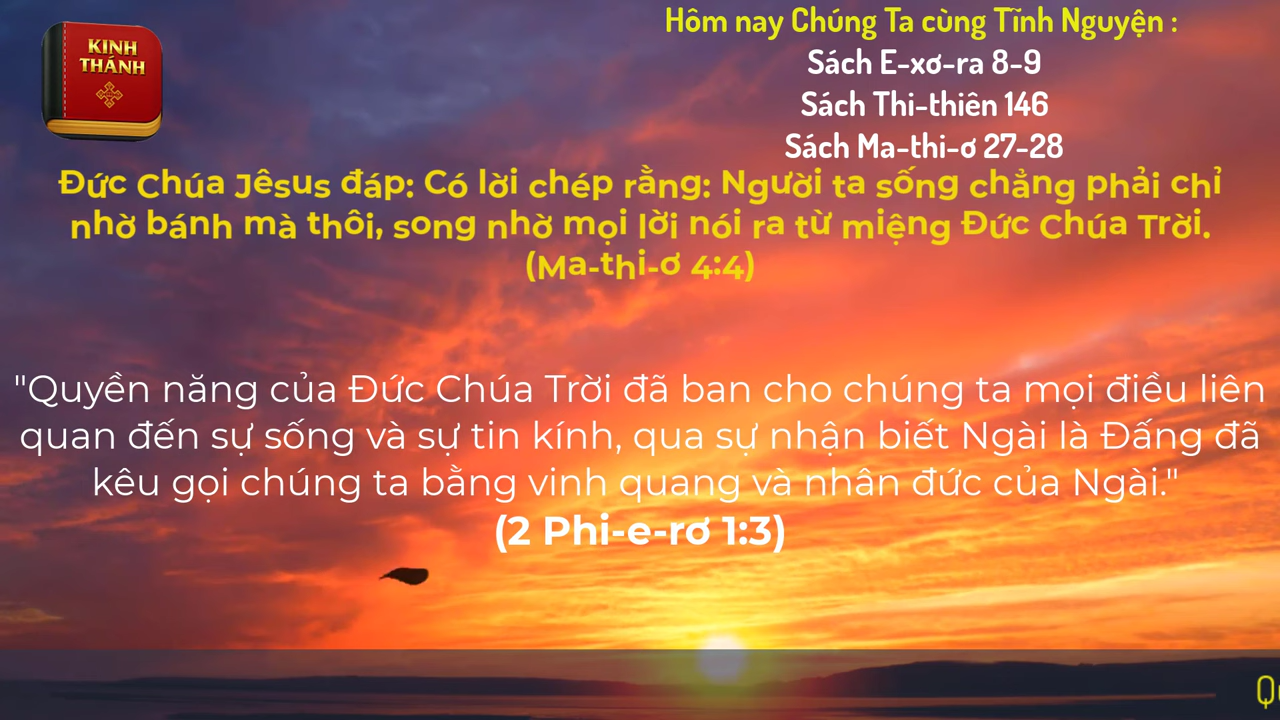 KINH
THÁNH
Hôm nay Chúng Ta cùng Tĩnh Nguyện :
Sách E-xơ-ra 8-9
Sách Thi-thiên 146
Sách Ma-thi-ơ 27-28
Đức Chúa Jêsus đáp: Có lời chép rằng: Người ta sống chẳng phải chỉ
nhờ bánh mà thôi, song nhờ mọi lời nói ra từ miệng Đức Chúa Trời.
(Ma-thi-ơ 4:4)
"Quyền năng của Đức Chúa Trời đã ban cho chúng ta mọi điều liên
quan đến sự sống và sự tin kính, qua sự nhận biết Ngài là Đấng đã
kêu gọi chúng ta bằng vinh quang và nhân đức của Ngài."
(2 Phi-e-rơ 1:3)